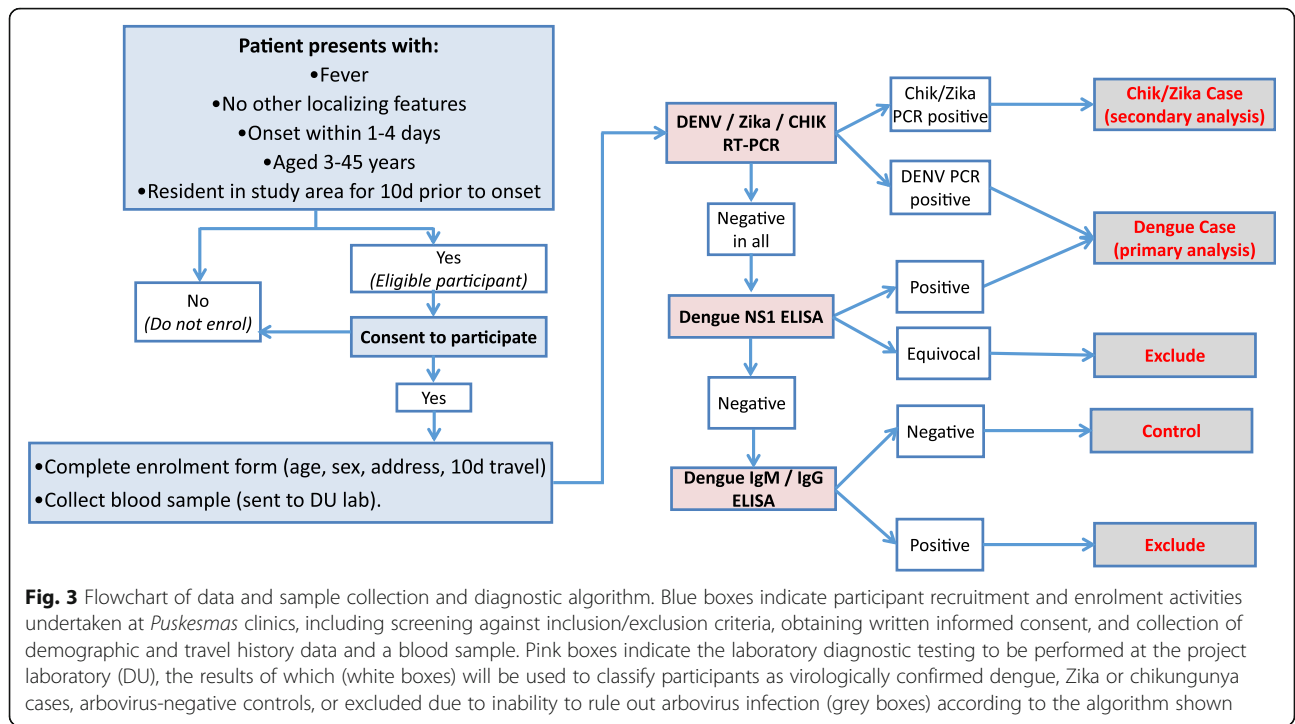 Patient presents with:
•Fever
•No other localizing features
•Onset within 1-4 days
•Aged 3-45 years
•Resident in study area for 10d prior to onset
No
(Do not enrol)
Yes
(Eligible participant)
Consent to participate
Yes
•Complete enrolment form (age, sex, address, 10d travel)
•Collect blood sample (sent to DU lab).
DENV / Zika / CHIK
RT-PCR
Chik/Zika
PCR positive
Chik/Zika Case
(secondary analysis)
DENV PCR
positive
Dengue Case
(primary analysis)
Negative
in all
Dengue NS1 ELISA
Positive
Equivocal
Exclude
Negative
Dengue IgM / IgG
ELISA
Negative
Control
Positive
Exclude
Fig. 3 Flowchart of data and sample collection and diagnostic algorithm. Blue boxes indicate participant recruitment and enrolment activities
undertaken at Puskesmas clinics, including screening against inclusion/exclusion criteria, obtaining written informed consent, and collection of
demographic and travel history data and a blood sample. Pink boxes indicate the laboratory diagnostic testing to be performed at the project
laboratory (DU), the results of which (white boxes) will be used to classify participants as virologically confirmed dengue, Zika or chikungunya
cases, arbovirus-negative controls, or excluded due to inability to rule out arbovirus infection (grey boxes) according to the algorithm shown